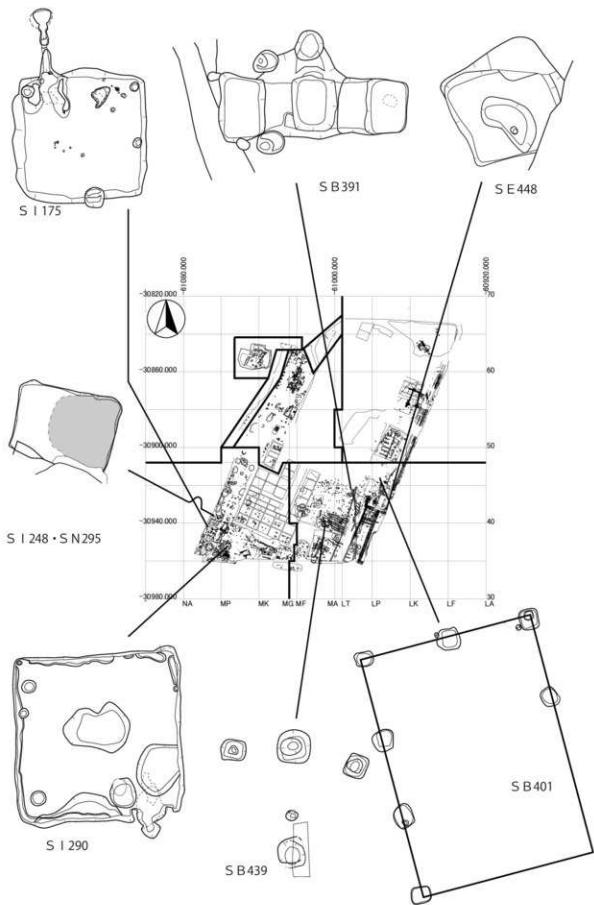 S I 175
S B391
S E448
-61080.000
-61000.000
60920.000
-30820.000
70
-30860.000
60
-30900.000
50
S I 248・S N295
-30940.000
40
-30980.000
30
NA
MP
MK
MG
MF
MA
LT
LP
LK
LF
LA
S B401
S I 290
S B439